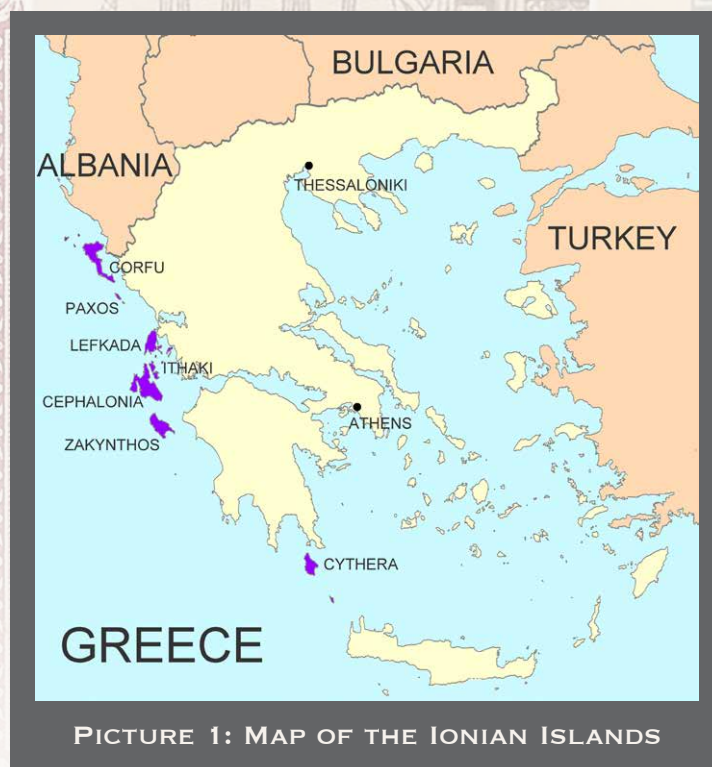 BULGARIA
ALBANIA
THESSALONIKI
TURKEY
CORFU
PAXOS
LEFKADA
ITHAKI
CEPHALONIA
ATHENS
ZAKYNTHOS
CYTHERA
GREECE
PICTURE 1: MAP OF THE IONIAN ISLANDS